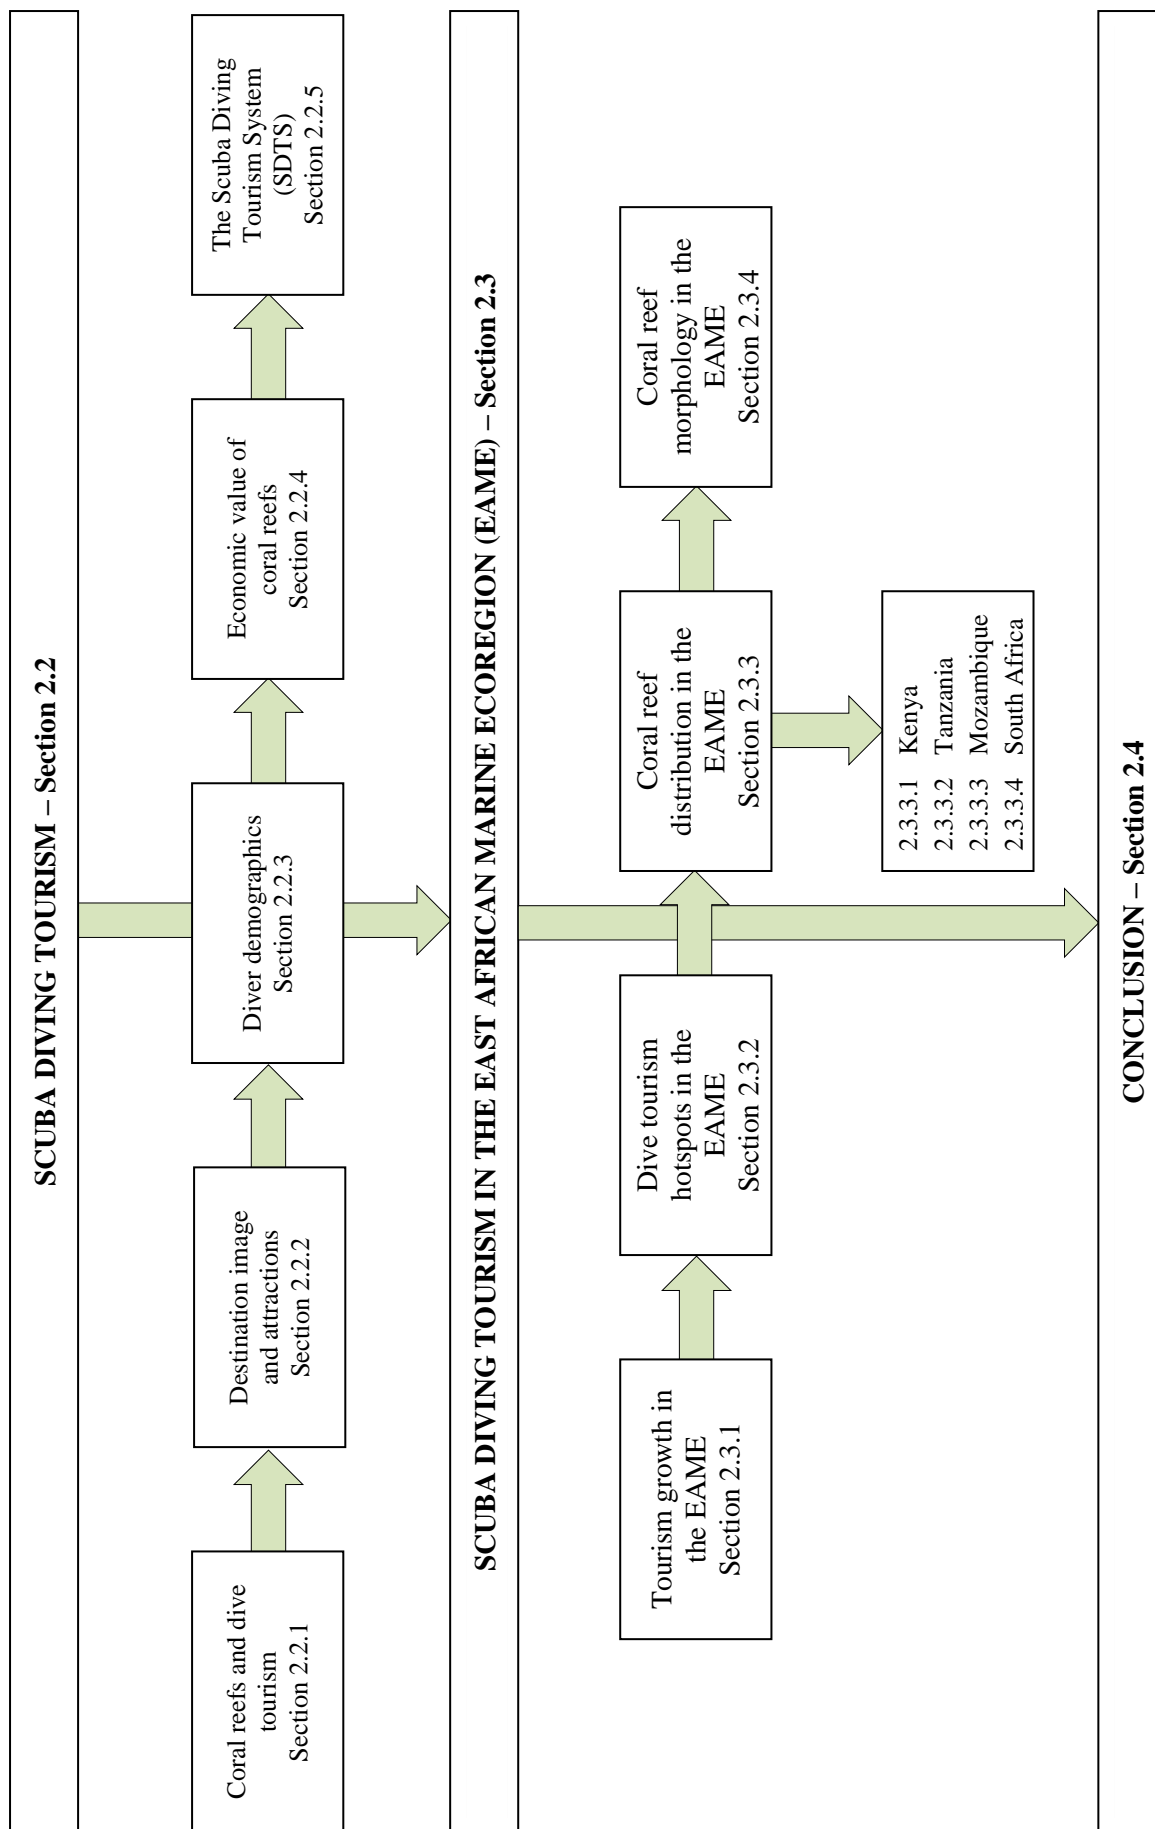 SCUBA DIVING TOURISM – Section 2.2
Coral reefs and dive
tourism
Section 2.2.1
Destination image
and attractions
Section 2.2.2
Diver demographics
Section 2.2.3
Economic value of
coral reefs
Section 2.2.4
The Scuba Diving
Tourism System
(SDTS)
Section 2.2.5
SCUBA DIVING TOURISM IN THE EAST AFRICAN MARINE ECOREGION (EAME) – Section 2.3
Tourism growth in
the EAME
Section 2.3.1
Dive tourism
hotspots in the
EAME
Section 2.3.2
Coral reef
distribution in the
EAME
Section 2.3.3
Coral reef
morphology in the
EAME
Section 2.3.4
2.3.3.1 Kenya
2.3.3.2 Tanzania
2.3.3.3 Mozambique
2.3.3.4 South Africa
CONCLUSION – Section 2.4